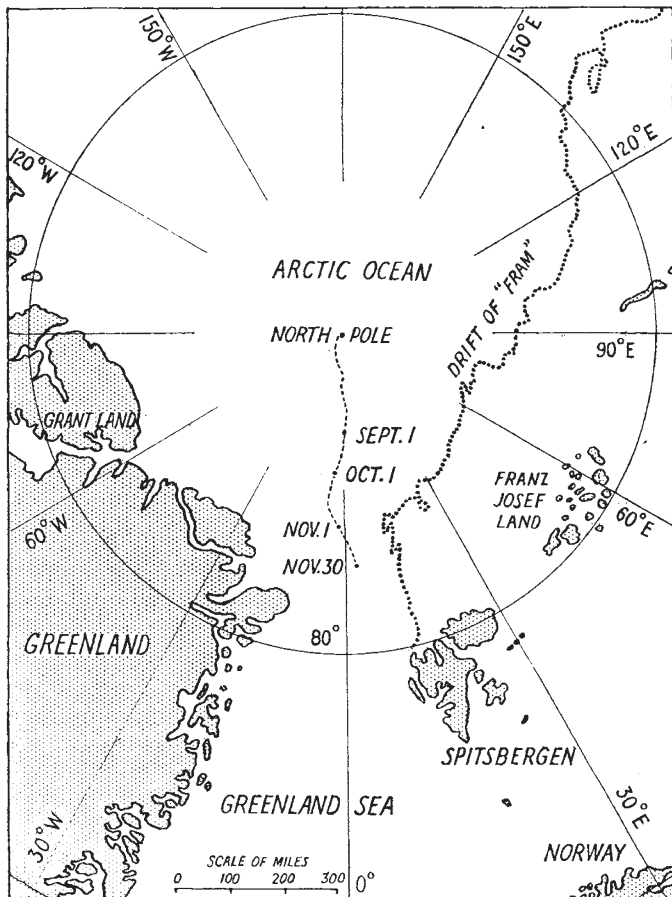 150°W
150°E
120°W
120°E
ARCTIC OCEAN
DRIFT OF "FRAM"
NORTH POLE
90°E
GRANT LAND
SEPT. 1
OCT. 1
FRANZ
JOSEF
LAND
60°W
60°E
NOV. 1
NOV. 30
GREENLAND
80°
SPITSBERGEN
GREENLAND SEA
30°W
30°E
NORWAY
SCALE OF MILES
0 100 200 300
0°